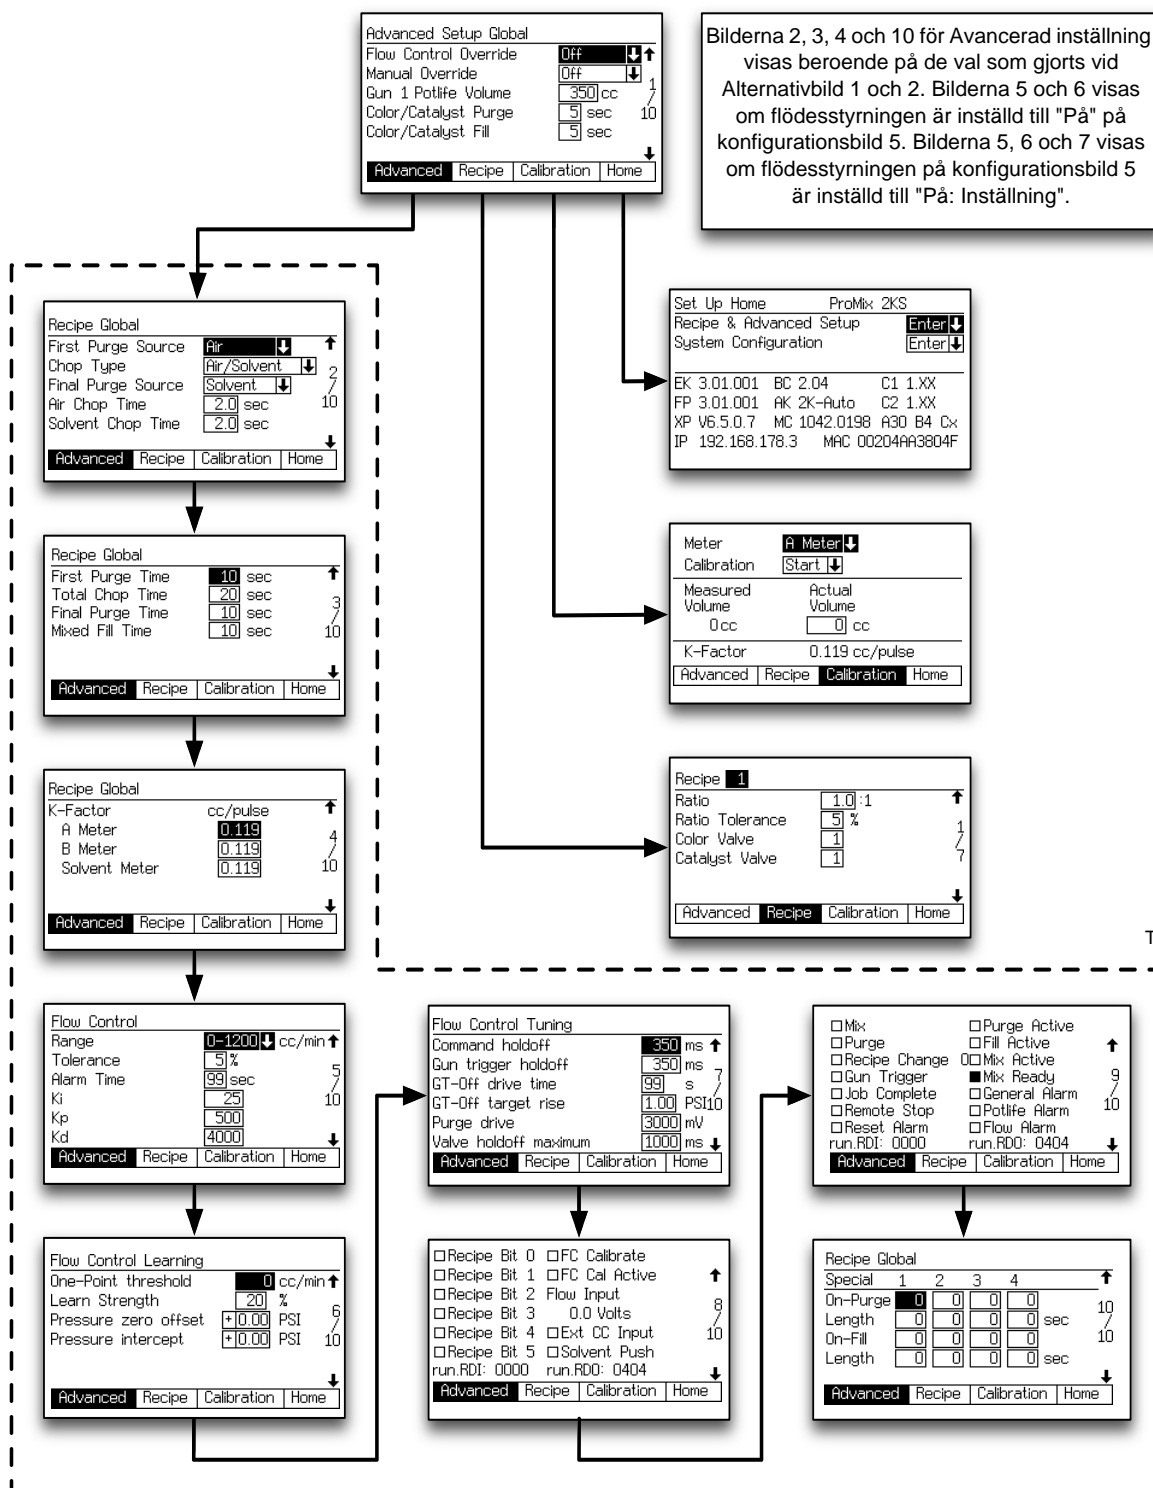 Advanced Setup Global
Flow Control Override Off
Manual Override Off
Gun 1 Potlife Volume 350 cc
Color/Catalyst Purge 5 sec
Color/Catalyst Fill 5 sec
1/10
Advanced Recipe Calibration Home
Bilderna 2, 3, 4 och 10 för Avancerad inställning
visas beroende på de val som gjorts vid
Alternativbild 1 och 2. Bilderna 5 och 6 visas
om flödesstyrningen är inställd till "På" på
konfigurationsbild 5. Bilderna 5, 6 och 7 visas
om flödesstyrningen på konfigurationsbild 5
är inställd till "På: Inställning".
Recipe Global
First Purge Source Air
Chop Type Air/Solvent
Final Purge Source Solvent
Air Chop Time 2.0 sec
Solvent Chop Time 2.0 sec
2/10
Advanced Recipe Calibration Home
Set Up Home ProMix 2KS
Recipe & Advanced Setup Enter
System Configuration Enter
EK 3.01.001 BC 2.04 C1 1.XX
FP 3.01.001 AK 2K-Auto C2 1.XX
XP V6.5.0.7 MC 1042.0198 A30 B4 Cx
IP 192.168.178.3 MAC 00204AA3804F
Recipe Global
First Purge Time 10 sec
Total Chop Time 20 sec
Final Purge Time 10 sec
Mixed Fill Time 10 sec
3/10
Advanced Recipe Calibration Home
Meter A Meter
Calibration Start
Measured Actual
Volume Volume
0 cc 0 cc
K-Factor 0.119 cc/pulse
Advanced Recipe Calibration Home
Recipe Global
K-Factor cc/pulse
A Meter 0.119
B Meter 0.119
Solvent Meter 0.119
4/10
Advanced Recipe Calibration Home
Recipe 1
Ratio 1.0 :1
Ratio Tolerance 5 %
Color Valve 1
Catalyst Valve 1
1/7
Advanced Recipe Calibration Home
T
Flow Control
Range 0-1200 cc/min
Tolerance 5 %
Alarm Time 99 sec
Ki 25
Kp 500
Kd 4000
5/10
Advanced Recipe Calibration Home
Flow Control Tuning
Command holdoff 350 ms
Gun trigger holdoff 350 ms
GT-Off drive time 99 s
GT-Off target rise 1.00 PSI
Purge drive 3000 mV
Valve holdoff maximum 1000 ms
7/10
Advanced Recipe Calibration Home
Mix Purge Active
Purge Fill Active
Recipe Change 0 Mix Active
Gun Trigger Mix Ready
Job Complete General Alarm
Remote Stop Potlife Alarm
Reset Alarm Flow Alarm
run.RDI: 0000 run.RDO: 0404
9/10
Advanced Recipe Calibration Home
Flow Control Learning
One-Point threshold 0 cc/min
Learn Strength 20 %
Pressure zero offset + 0.00 PSI
Pressure intercept + 0.00 PSI
6/10
Advanced Recipe Calibration Home
Recipe Bit 0 FC Calibrate
Recipe Bit 1 FC Cal Active
Recipe Bit 2 Flow Input
Recipe Bit 3 0.0 Volts
Recipe Bit 4 Ext CC Input
Recipe Bit 5 Solvent Push
run.RDI: 0000 run.RDO: 0404
8/10
Advanced Recipe Calibration Home
Recipe Global
Special 1 2 3 4
On-Purge 0 0 0 0
Length 0 0 0 0 sec
On-Fill 0 0 0 0
Length 0 0 0 0 sec
10/10
Advanced Recipe Calibration Home